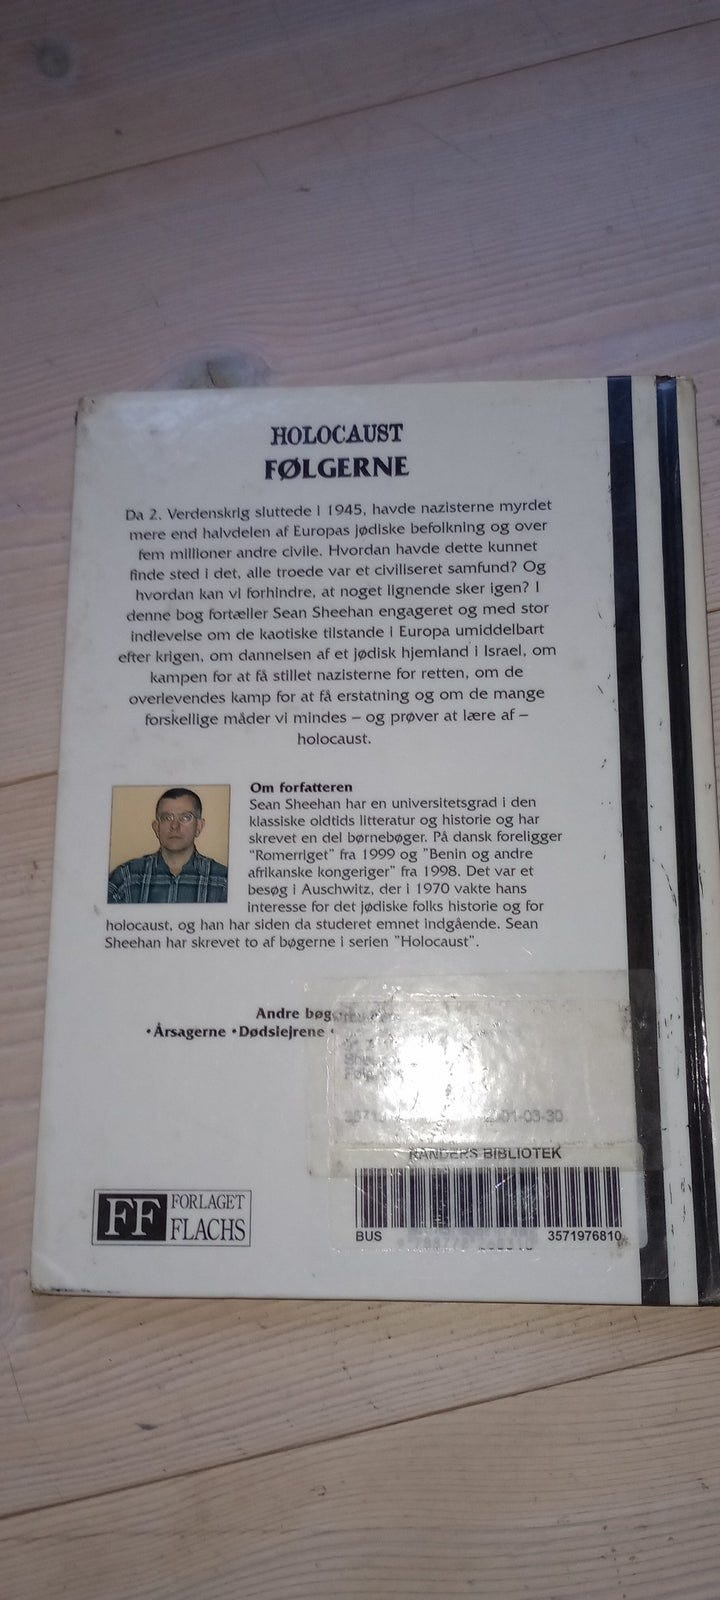 HOLOCAUST
FØLGERNE
Da 2. Verdenskrig sluttede i 1945, havde nazisterne myrdet
mere end halvdelen af Europas jødiske befolkning og over
fem millioner andre civile. Hvordan havde dette kunnet
finde sted i det, alle troede var et civiliseret samfund? Og
hvordan kan vi forhindre, at noget lignende sker igen? I
denne bog fortæller Sean Sheehan engageret og med stor
indlevelse om de kaotiske tilstande i Europa umiddelbart
efter krigen, om dannelsen af et jødisk hjemland i Israel, om
kampen for at få stillet nazisterne for retten, om de
overlevendes kamp for at få erstatning og om de mange
forskellige måder vi mindes – og prøver at lære af –
holocaust.
Om forfatteren
Sean Sheehan har en universitetsgrad i den
klassiske oldtids litteratur og historie og har
skrevet en del børnebøger. På dansk foreligger
"Romerriget" fra 1999 og "Benin og andre
afrikanske kongeriger" fra 1998. Det var et
besøg i Auschwitz, der i 1970 vakte hans
interesse for det jødiske folks historie og for
holocaust, og han har siden da studeret emnet indgående. Sean
Sheehan har skrevet to af bøgerne i serien "Holocaust".
Andre
• Årsagerne • Dødslejrene •
RANDERS BIBLIOTEK
BUS 3571976810
FF FORLAGET
FLACHS